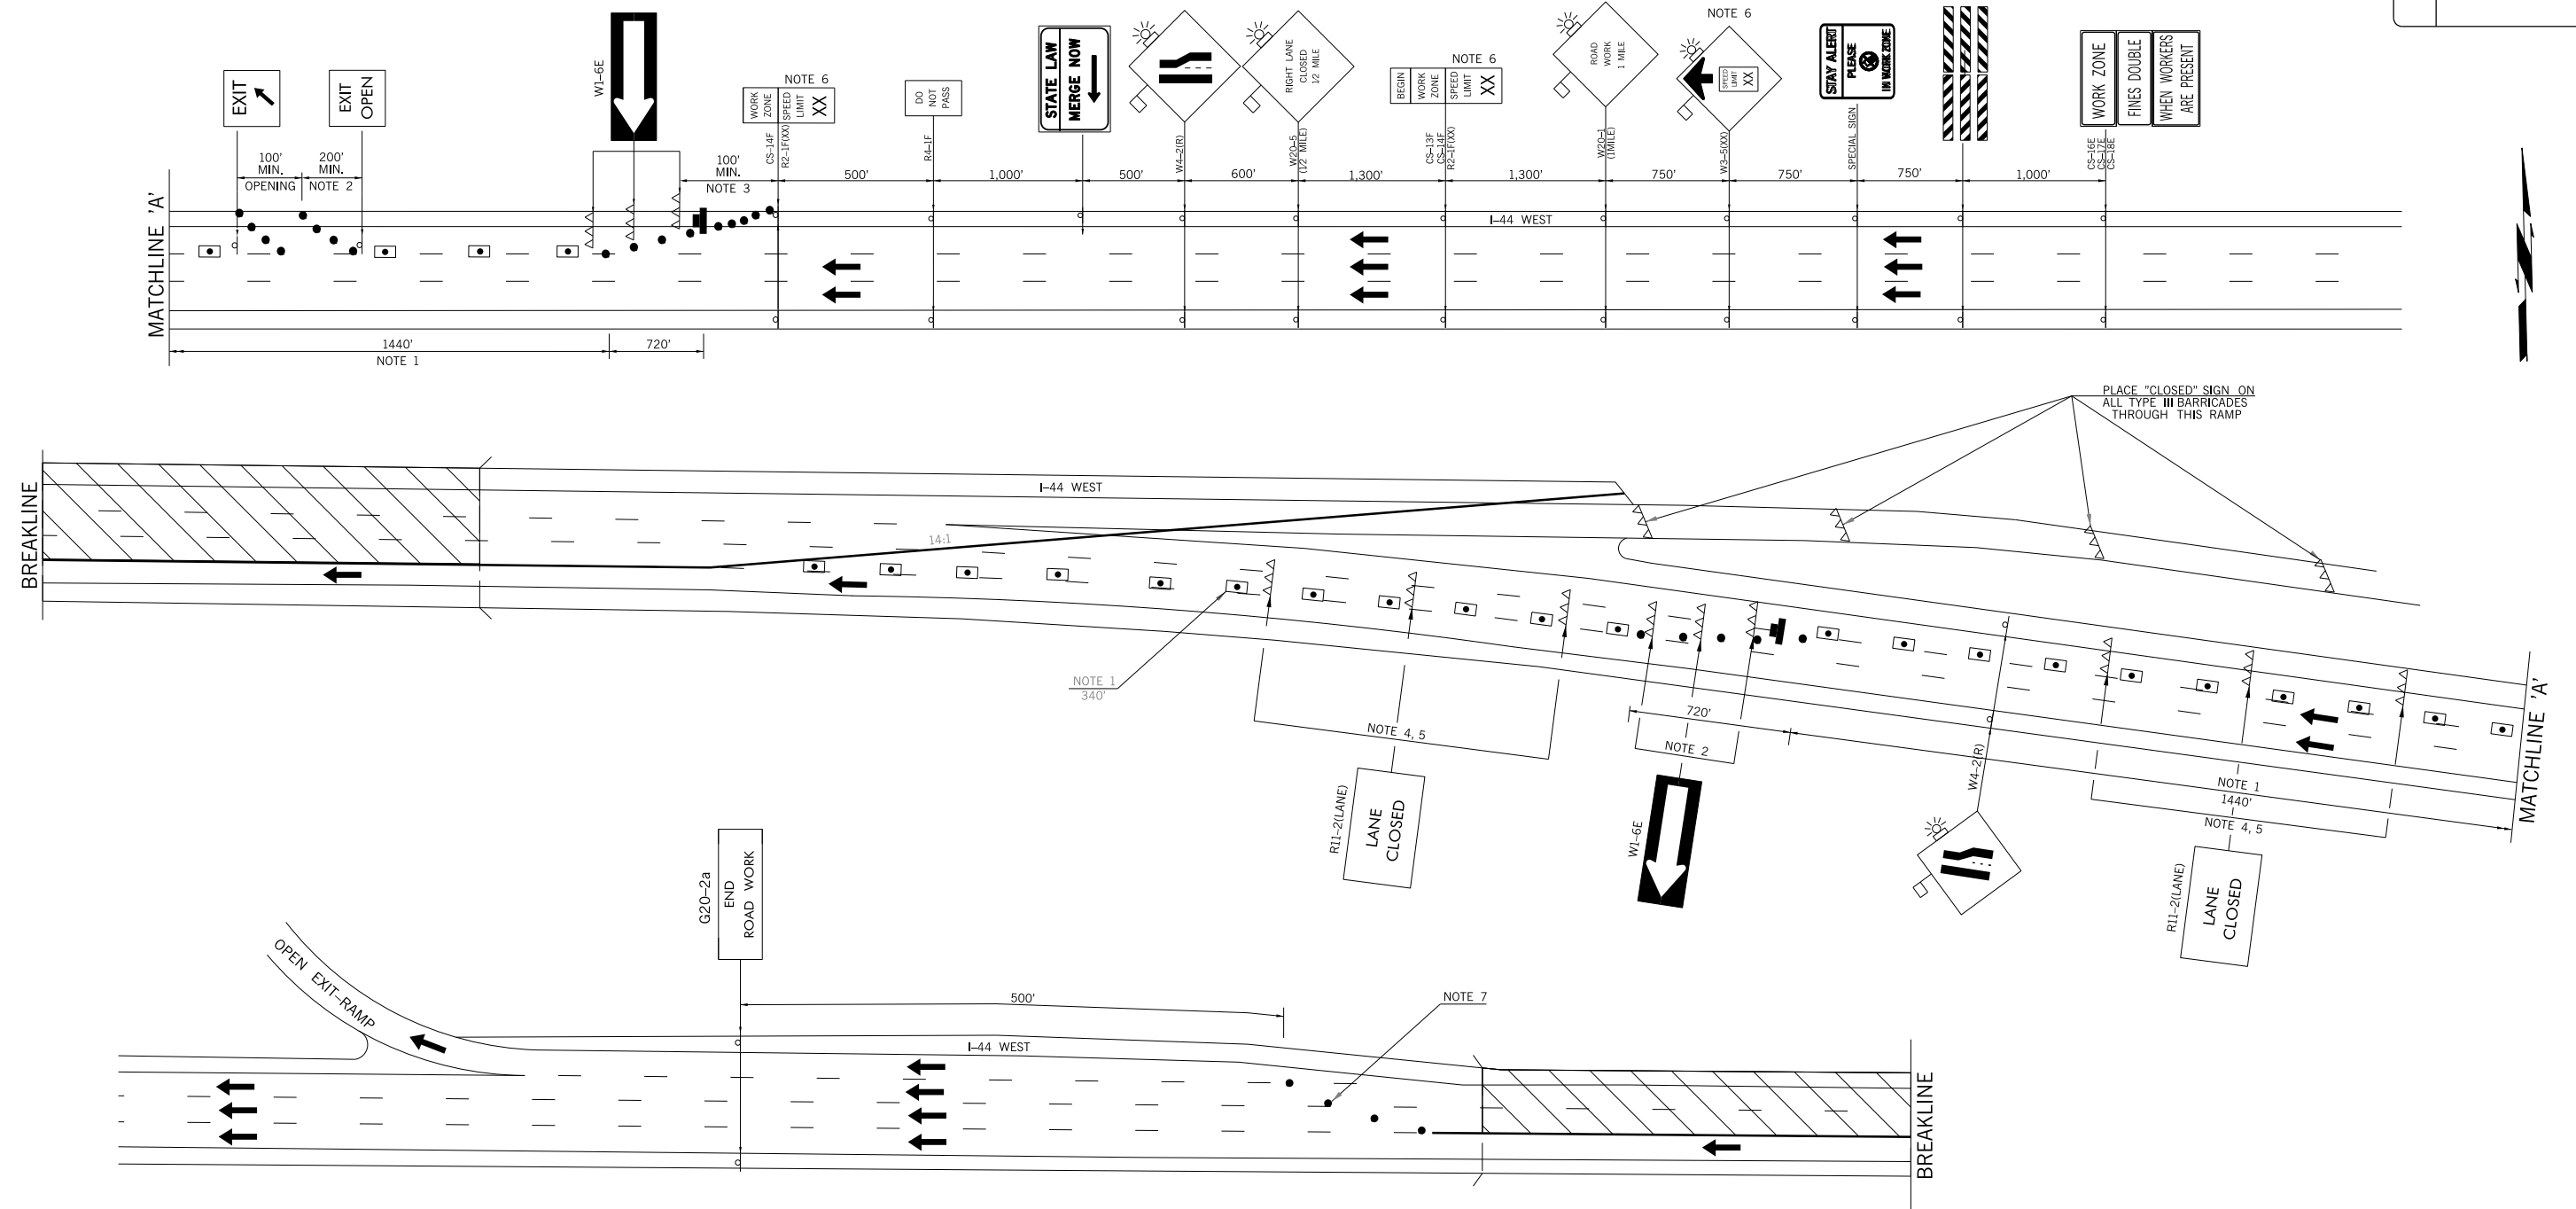 EXIT
EXIT
OPEN
W1-6E
NOTE 6
WORK
ZONE
SPEED
LIMIT
XX
CS-14F
R2-1F(XX)
DO
NOT
PASS
R4-1F
STATE LAW
MERGE NOW
W4-2(R)
RIGHT LANE
CLOSED
1/2 MILE
W20-5
(1/2 MILE)
NOTE 6
BEGIN
WORK
ZONE
SPEED
LIMIT
XX
CS-13F
CS-14F
R2-1F(XX)
ROAD
WORK
1 MILE
W20-1
(1MILE)
NOTE 6
SPEED
LIMIT
XX
W3-5(XX)
STAY ALERT
PLEASE
IN WORK ZONE
SPECIAL SIGN
WORK ZONE
FINES DOUBLE
WHEN WORKERS
ARE PRESENT
CS-16E
CS-17E
CS-18E
100'
MIN.
OPENING
200'
MIN.
NOTE 2
100'
MIN.
NOTE 3
500'
1,000'
500'
600'
1,300'
1,300'
750'
750'
750'
1,000'
MATCHLINE 'A'
I-44 WEST
1440'
NOTE 1
720'
PLACE "CLOSED" SIGN ON
ALL TYPE III BARRICADES
THROUGH THIS RAMP
BREAKLINE
I-44 WEST
14:1
NOTE 1
340'
NOTE 4, 5
R11-2(LANE)
LANE
CLOSED
720'
NOTE 2
W1-6E
W4-2(R)
NOTE 1
1440'
NOTE 4, 5
R11-2(LANE)
LANE
CLOSED
MATCHLINE 'A'
G20-2a
END
ROAD WORK
OPEN EXIT-RAMP
500'
NOTE 7
I-44 WEST
BREAKLINE